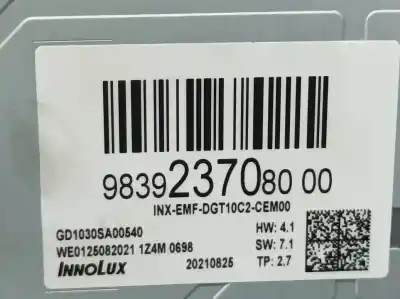 9839237080 00
INX-EMF-DGT10C2-CEM00
GD1030SA00540
HW: 4.1
WE0125082021 1Z4M 0698
SW: 7.1
INNOLUX
20210825
TP: 2.7